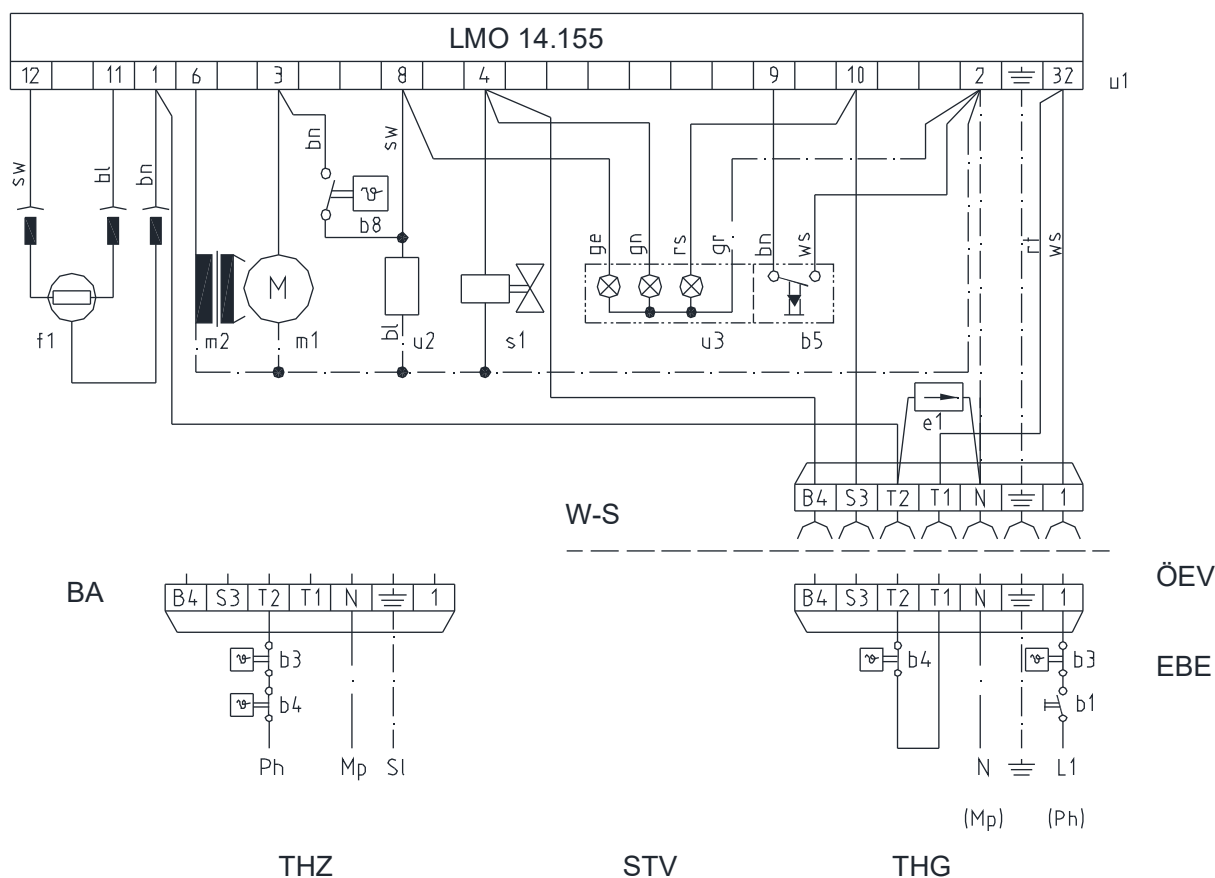 LMO 14.155
12 11 1 6 3 8 4 9 10 2 32
u1
sw bl bn bn sw
b8
ge gn rs gr bn ws rt ws
f1 m2 M m1 bl u2 s1 u3 b5
e1
B4 S3 T2 T1 N 1
W-S
ÖEV
BA
B4 S3 T2 T1 N 1
B4 S3 T2 T1 N 1
b3 b4 b3
EBE
b4 b1
Ph Mp Sl N L1
(Mp) (Ph)
THZ STV THG